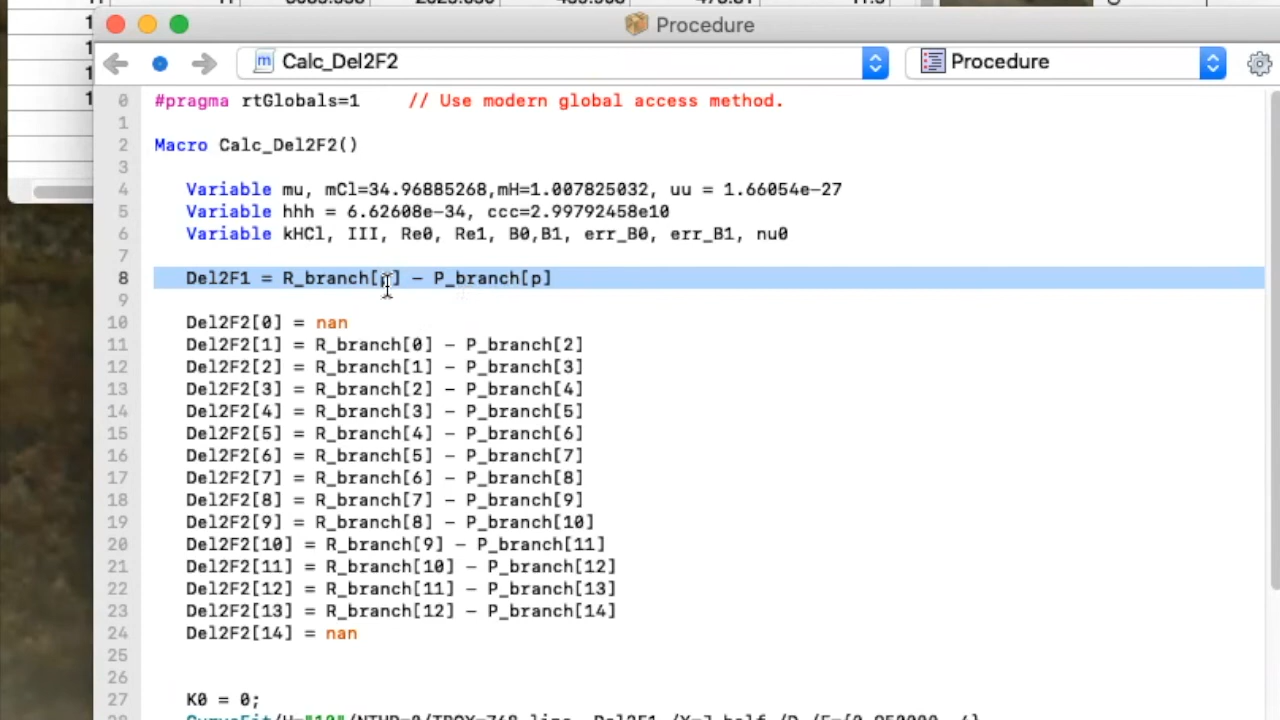 Procedure
Calc_Del2F2
Procedure
0 #pragma rtGlobals=1 // Use modern global access method.
1
2 Macro Calc_Del2F2()
3
4 Variable mu, mCl=34.96885268,mH=1.007825032, uu = 1.66054e-27
5 Variable hhh = 6.62608e-34, ccc=2.99792458e10
6 Variable kHCl, III, Re0, Re1, B0,B1, err_B0, err_B1, nu0
7
8 Del2F1 = R_branch[p] - P_branch[p]
9
10 Del2F2[0] = nan
11 Del2F2[1] = R_branch[0] - P_branch[2]
12 Del2F2[2] = R_branch[1] - P_branch[3]
13 Del2F2[3] = R_branch[2] - P_branch[4]
14 Del2F2[4] = R_branch[3] - P_branch[5]
15 Del2F2[5] = R_branch[4] - P_branch[6]
16 Del2F2[6] = R_branch[5] - P_branch[7]
17 Del2F2[7] = R_branch[6] - P_branch[8]
18 Del2F2[8] = R_branch[7] - P_branch[9]
19 Del2F2[9] = R_branch[8] - P_branch[10]
20 Del2F2[10] = R_branch[9] - P_branch[11]
21 Del2F2[11] = R_branch[10] - P_branch[12]
22 Del2F2[12] = R_branch[11] - P_branch[13]
23 Del2F2[13] = R_branch[12] - P_branch[14]
24 Del2F2[14] = nan
25
26
27 K0 = 0;